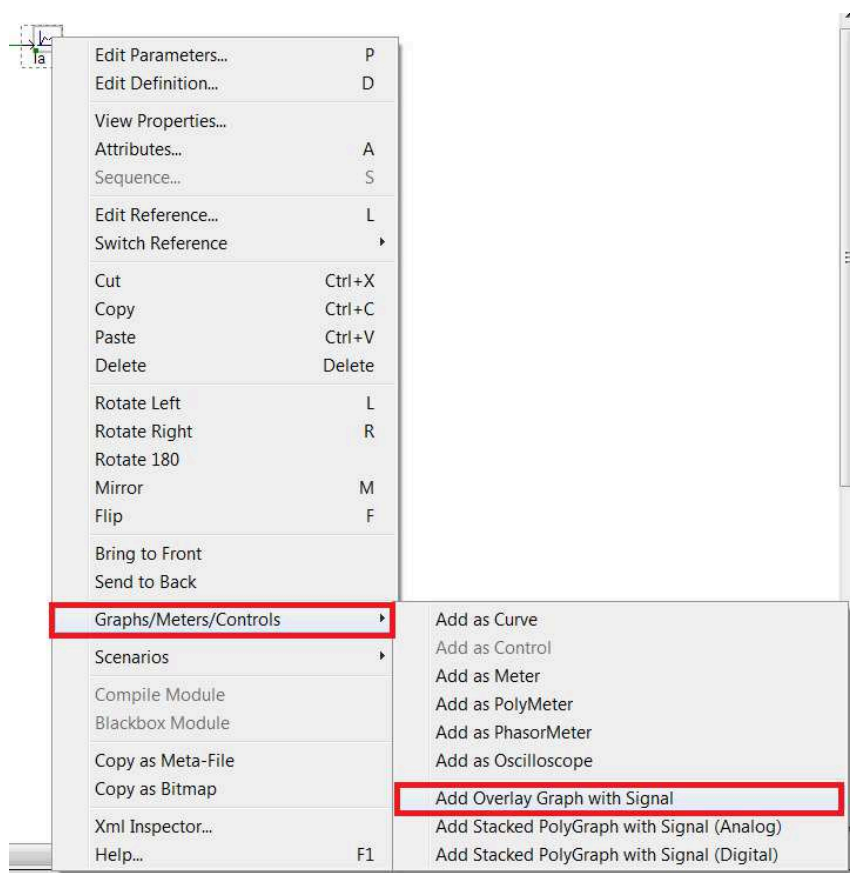 Ia
Edit Parameters... P
Edit Definition... D
View Properties...
Attributes... A
Sequence... S
Edit Reference... L
Switch Reference
Cut Ctrl+X
Copy Ctrl+C
Paste Ctrl+V
Delete Delete
Rotate Left L
Rotate Right R
Rotate 180
Mirror M
Flip F
Bring to Front
Send to Back
Graphs/Meters/Controls
Scenarios
Compile Module
Blackbox Module
Copy as Meta-File
Copy as Bitmap
Xml Inspector...
Help... F1
Add as Curve
Add as Control
Add as Meter
Add as PolyMeter
Add as PhasorMeter
Add as Oscilloscope
Add Overlay Graph with Signal
Add Stacked PolyGraph with Signal (Analog)
Add Stacked PolyGraph with Signal (Digital)